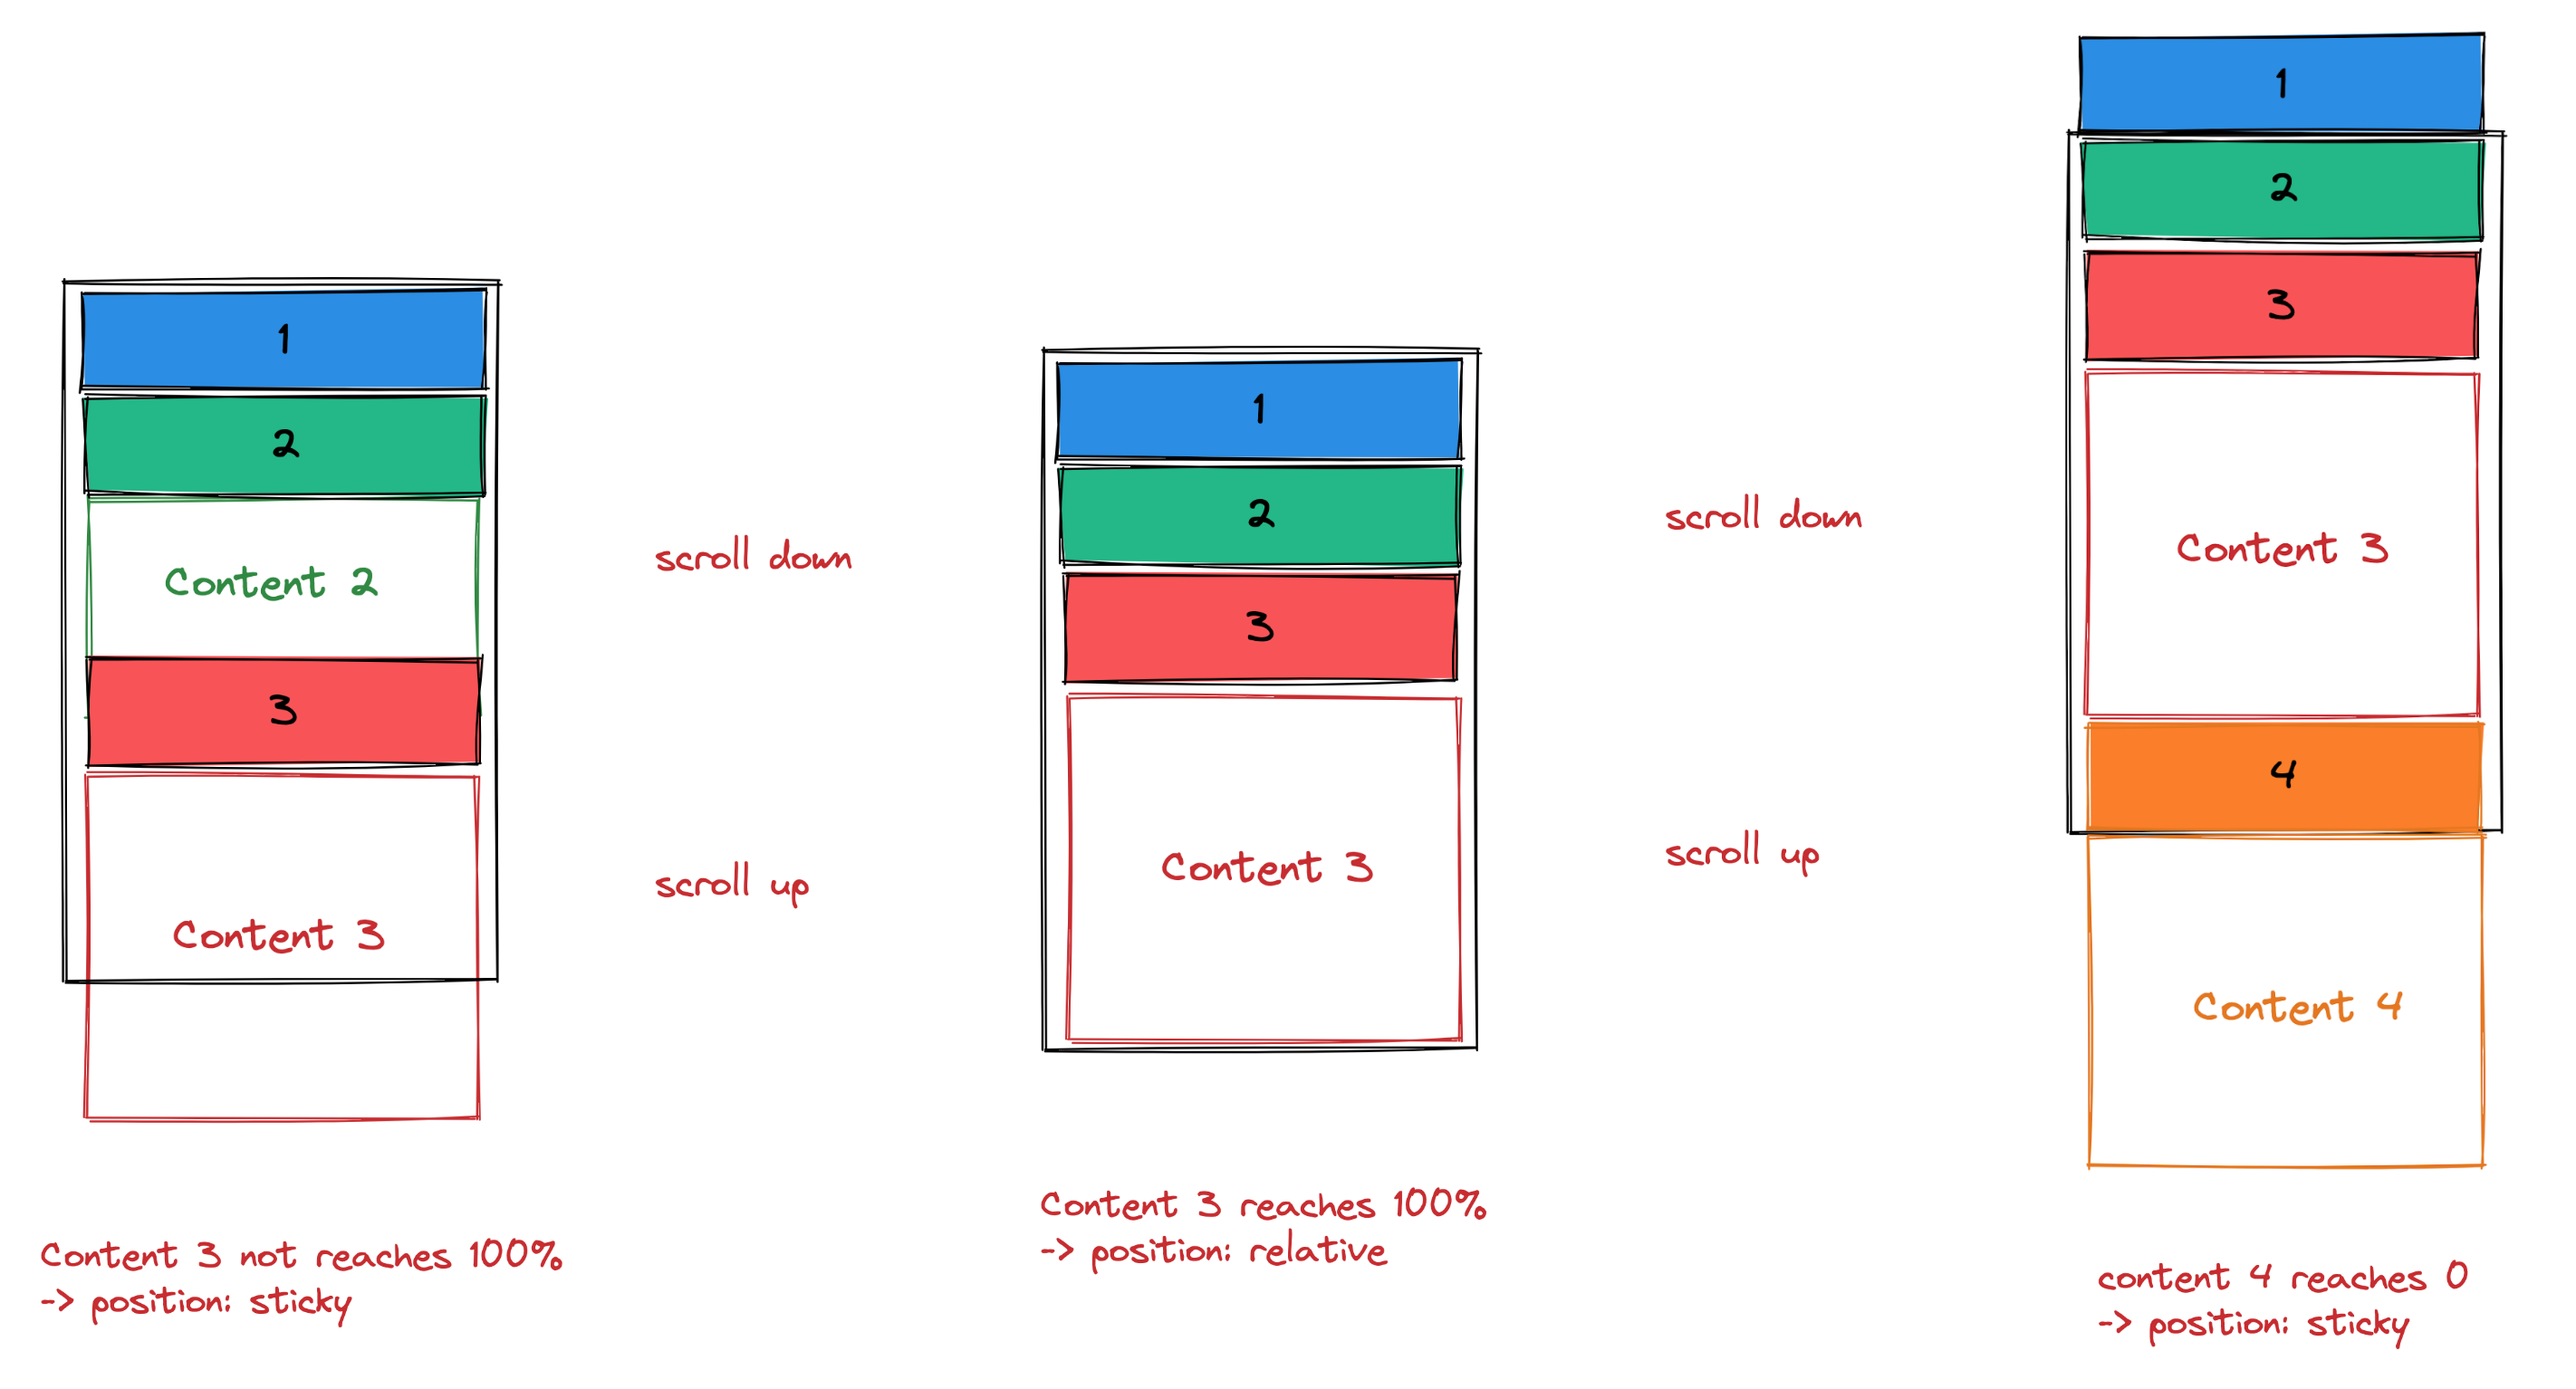 1
2
Content 2
3
Content 3
Content 3 not reaches 100%
-> position: sticky
scroll down
scroll up
1
2
3
Content 3
Content 3 reaches 100%
-> position: relative
scroll down
scroll up
1
2
3
Content 3
4
Content 4
content 4 reaches 0
-> position: sticky